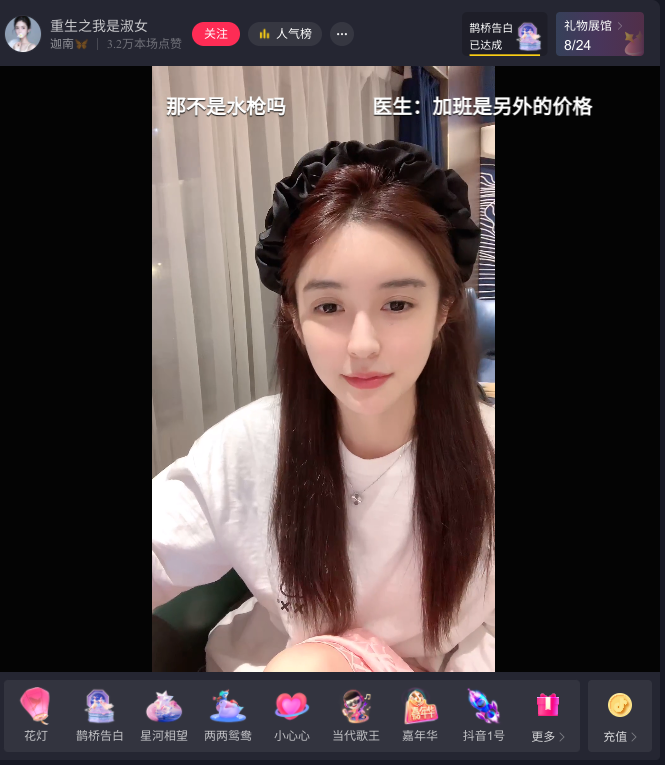 重生之我是淑女
迦南 3.2万本场点赞
关注
人气榜
鹊桥告白
已达成
礼物展馆
8/24
那不是水枪吗
医生：加班是另外的价格
花灯
鹊桥告白
星河相望
两两鸳鸯
小心心
当代歌王
嘉年华
抖音1号
更多
充值